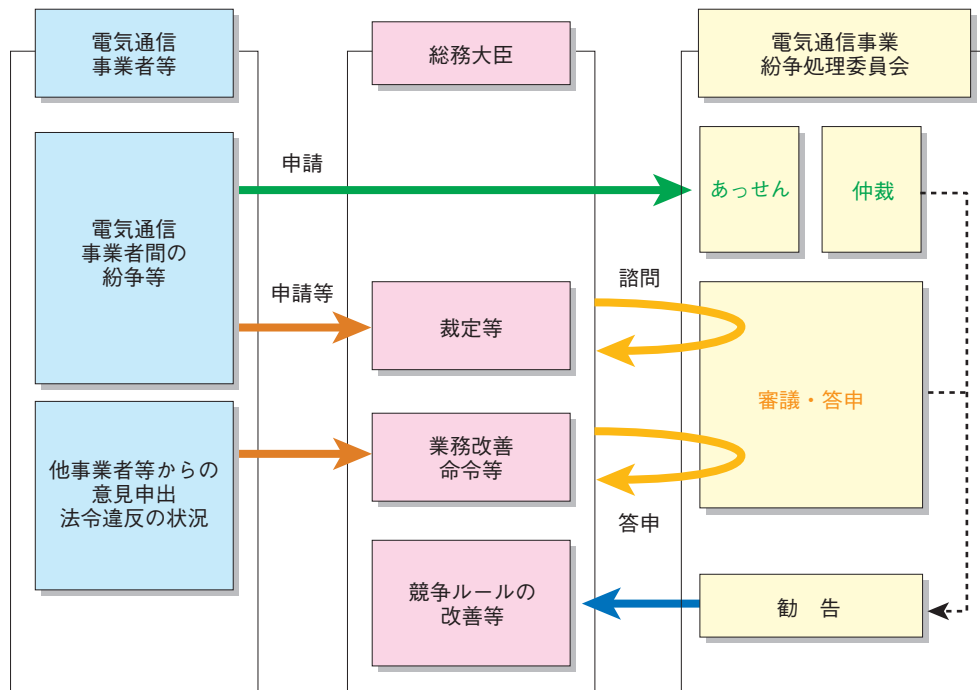 電気通信
事業者等
総務大臣
電気通信事業
紛争処理委員会
申請
あっせん
仲裁
電気通信
事業者間の
紛争等
諮問
申請等
裁定等
審議・答申
業務改善
命令等
他事業者等からの
意見申出
法令違反の状況
答申
競争ルールの
改善等
勧　告